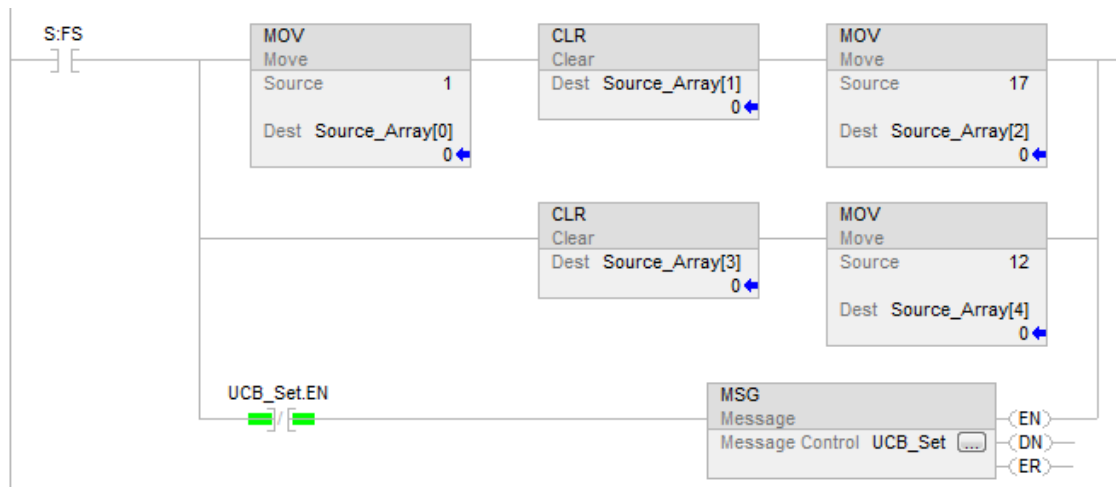 S:FS
MOV
Move
Source 1
Dest Source_Array[0]
0
CLR
Clear
Dest Source_Array[1]
0
MOV
Move
Source 17
Dest Source_Array[2]
0
CLR
Clear
Dest Source_Array[3]
0
MOV
Move
Source 12
Dest Source_Array[4]
0
UCB_Set.EN
/
MSG
Message
Message Control UCB_Set ...
EN
DN
ER